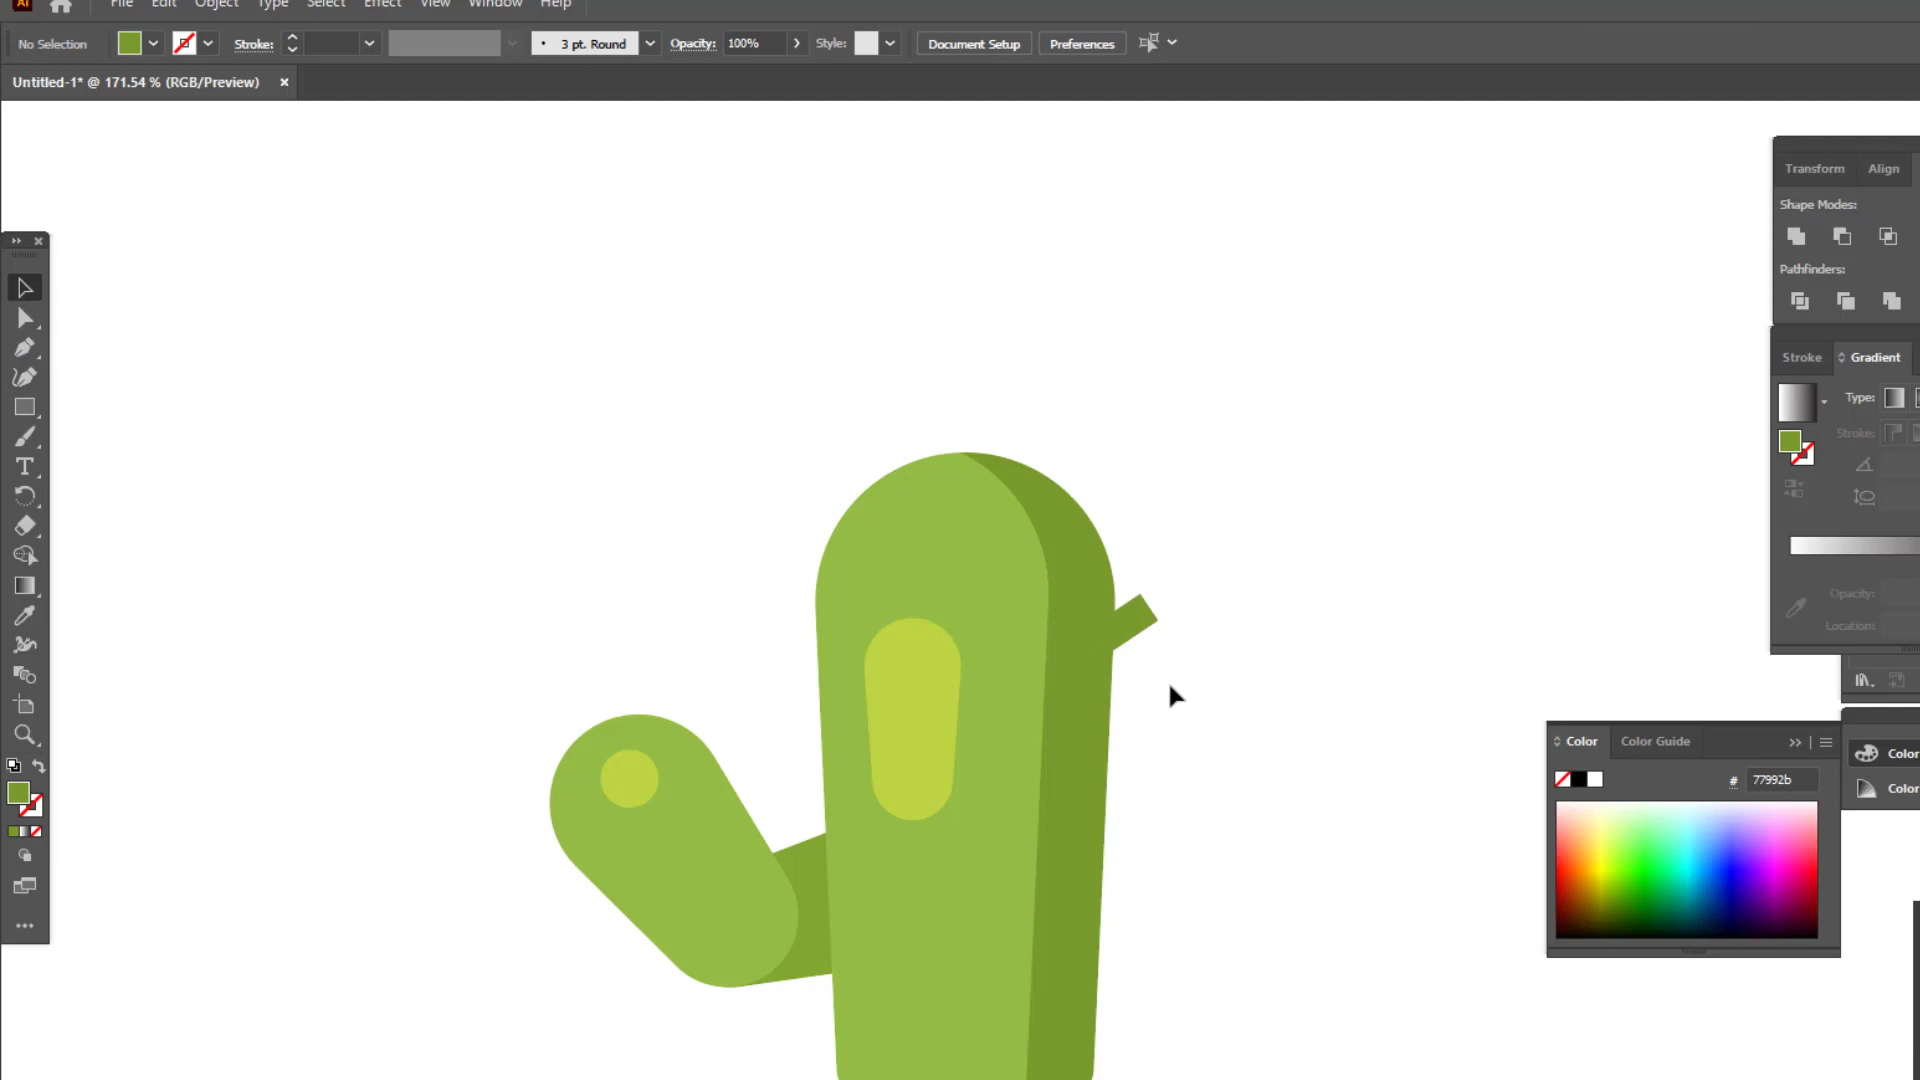 Ai File Edit Object Type Select Effect View Window Help
No Selection Stroke: 3 pt. Round Opacity: 100% Style: Document Setup Preferences
Untitled-1* @ 171.54 % (RGB/Preview)
Transform Align
Shape Modes:
Pathfinders:
Stroke Gradient
Type:
Stroke:
Opacity:
Location:
Color Color Guide
# 77992b
Color
Color